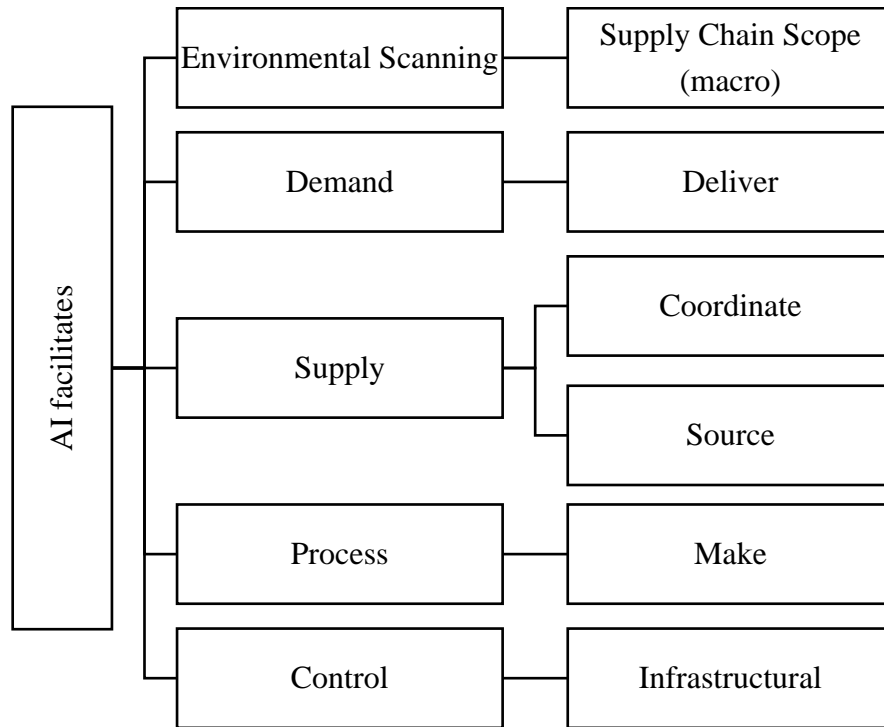 AI facilitates
Environmental Scanning
Supply Chain Scope
(macro)
Demand
Deliver
Supply
Coordinate
Source
Process
Make
Control
Infrastructural